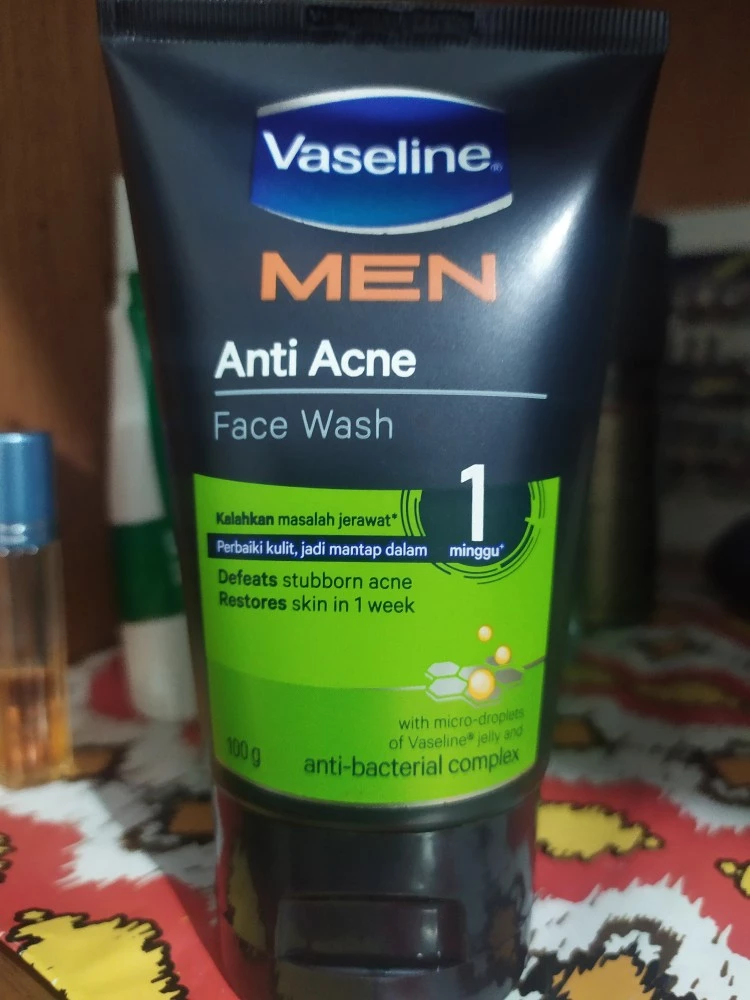 Vaseline®
MEN
Anti Acne
Face Wash
Kalahkan masalah jerawat*
Perbaiki kulit, jadi mantap dalam
1
minggu+
Defeats stubborn acne
Restores skin in 1 week
with micro-droplets
of Vaseline® jelly and
anti-bacterial complex
100 g